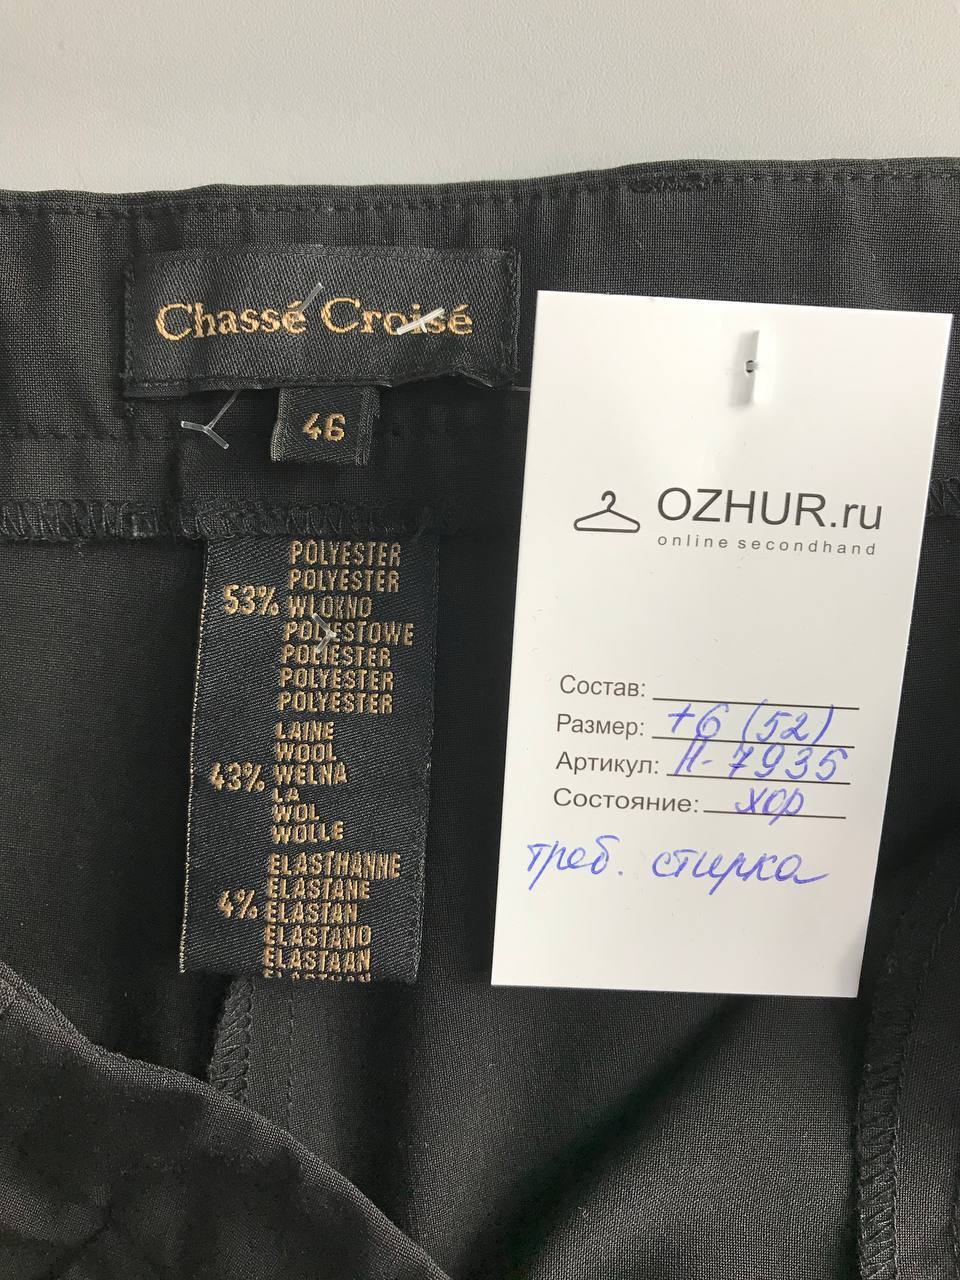 Chassé Croisé
46
POLYESTER
POLYESTER
53% WLOKNO
POLIESTOWE
POLIESTER
POLYESTER
POLYESTER
LAINE
WOOL
43% WELNA
LA
WOL
WOLLE
ELASTHANNE
ELASTANE
4% ELASTAN
ELASTANO
ELASTAAN
OZHUR.ru
online secondhand
Состав:
Размер: 46 (52)
Артикул: Н-7935
Состояние: хор
треб. стирка